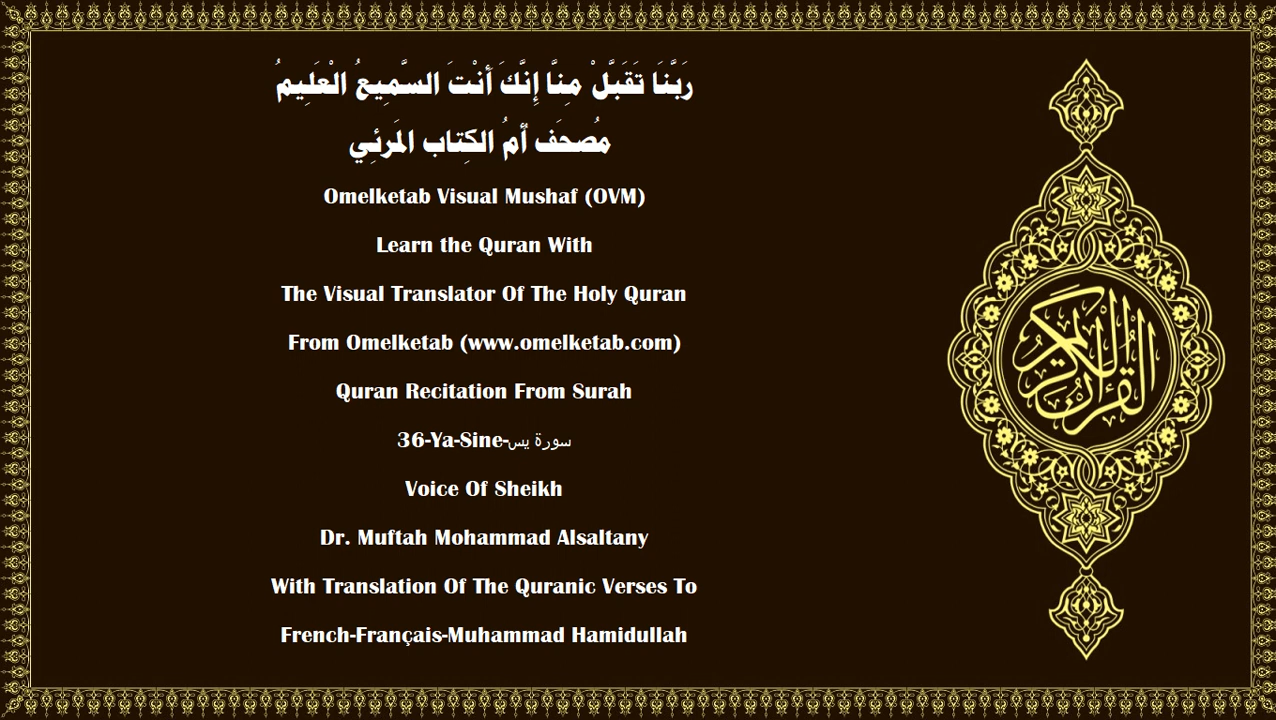 رَبَّنَا تَقَبَّلْ مِنَّا إِنَّكَ أَنْتَ السَّمِيعُ الْعَلِيمُ
مُصحَف أمُ الكِتاب المَرئِي
Omelketab Visual Mushaf (OVM)
Learn the Quran With
The Visual Translator Of The Holy Quran
From Omelketab (www.omelketab.com)
Quran Recitation From Surah
36-Ya-Sine-سورة يس
Voice Of Sheikh
Dr. Muftah Mohammad Alsaltany
With Translation Of The Quranic Verses To
French-Français-Muhammad Hamidullah
القرآن الكريم